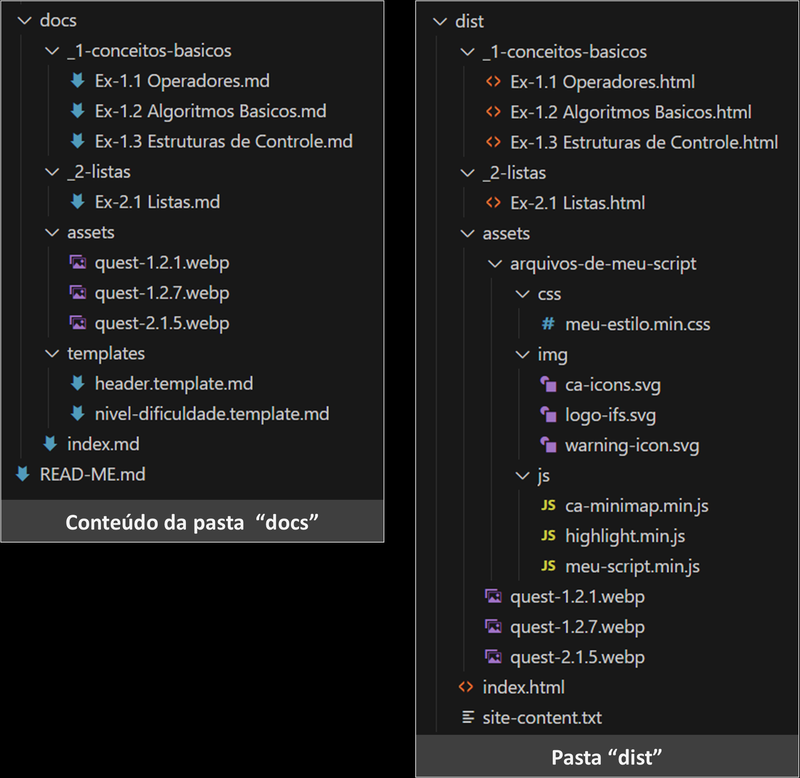 docs
_1-conceitos-basicos
Ex-1.1 Operadores.md
Ex-1.2 Algoritmos Basicos.md
Ex-1.3 Estruturas de Controle.md
_2-listas
Ex-2.1 Listas.md
assets
quest-1.2.1.webp
quest-1.2.7.webp
quest-2.1.5.webp
templates
header.template.md
nivel-dificuldade.template.md
index.md
READ-ME.md
Conteúdo da pasta “docs”
dist
_1-conceitos-basicos
Ex-1.1 Operadores.html
Ex-1.2 Algoritmos Basicos.html
Ex-1.3 Estruturas de Controle.html
_2-listas
Ex-2.1 Listas.html
assets
arquivos-de-meu-script
css
# meu-estilo.min.css
img
ca-icons.svg
logo-ifs.svg
warning-icon.svg
js
JS ca-minimap.min.js
JS highlight.min.js
JS meu-script.min.js
quest-1.2.1.webp
quest-1.2.7.webp
quest-2.1.5.webp
index.html
site-content.txt
Pasta “dist”